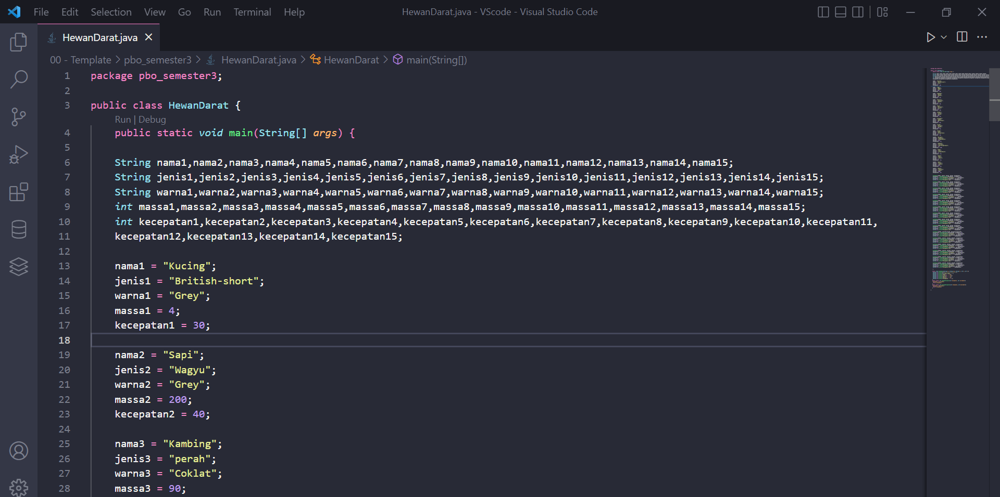 File Edit Selection View Go Run Terminal Help HewanDarat.java - VScode - Visual Studio Code
HewanDarat.java
00 - Template > pbo_semester3 > HewanDarat.java > HewanDarat > main(String[])
1 package pbo_semester3;
2
3 public class HewanDarat {
Run | Debug
4 public static void main(String[] args) {
5
6 String nama1,nama2,nama3,nama4,nama5,nama6,nama7,nama8,nama9,nama10,nama11,nama12,nama13,nama14,nama15;
7 String jenis1,jenis2,jenis3,jenis4,jenis5,jenis6,jenis7,jenis8,jenis9,jenis10,jenis11,jenis12,jenis13,jenis14,jenis15;
8 String warna1,warna2,warna3,warna4,warna5,warna6,warna7,warna8,warna9,warna10,warna11,warna12,warna13,warna14,warna15;
9 int massa1,massa2,massa3,massa4,massa5,massa6,massa7,massa8,massa9,massa10,massa11,massa12,massa13,massa14,massa15;
10 int kecepatan1,kecepatan2,kecepatan3,kecepatan4,kecepatan5,kecepatan6,kecepatan7,kecepatan8,kecepatan9,kecepatan10,kecepatan11,
11 kecepatan12,kecepatan13,kecepatan14,kecepatan15;
12
13 nama1 = "Kucing";
14 jenis1 = "British-short";
15 warna1 = "Grey";
16 massa1 = 4;
17 kecepatan1 = 30;
18
19 nama2 = "Sapi";
20 jenis2 = "Wagyu";
21 warna2 = "Grey";
22 massa2 = 200;
23 kecepatan2 = 40;
24
25 nama3 = "Kambing";
26 jenis3 = "perah";
27 warna3 = "Coklat";
28 massa3 = 90;